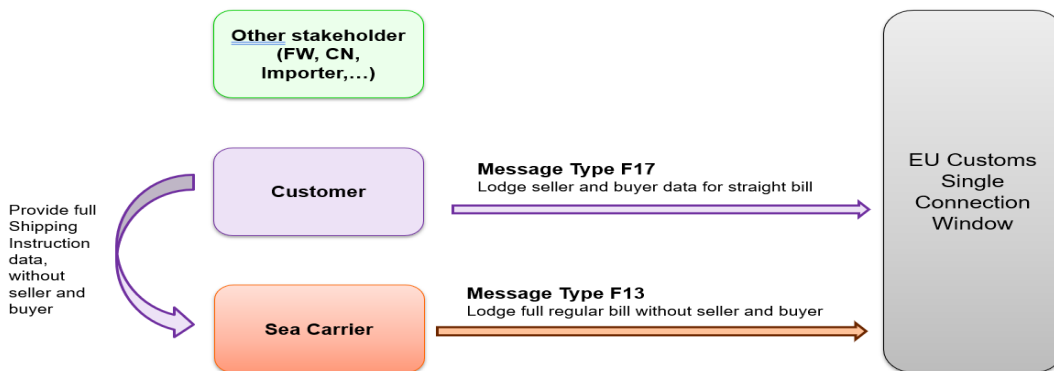 Other stakeholder
(FW, CN,
Importer,...)
Customer
Provide full
Shipping
Instruction
data,
without
seller and
buyer
Sea Carrier
Message Type F17
Lodge seller and buyer data for straight bill
Message Type F13
Lodge full regular bill without seller and buyer
EU Customs
Single
Connection
Window